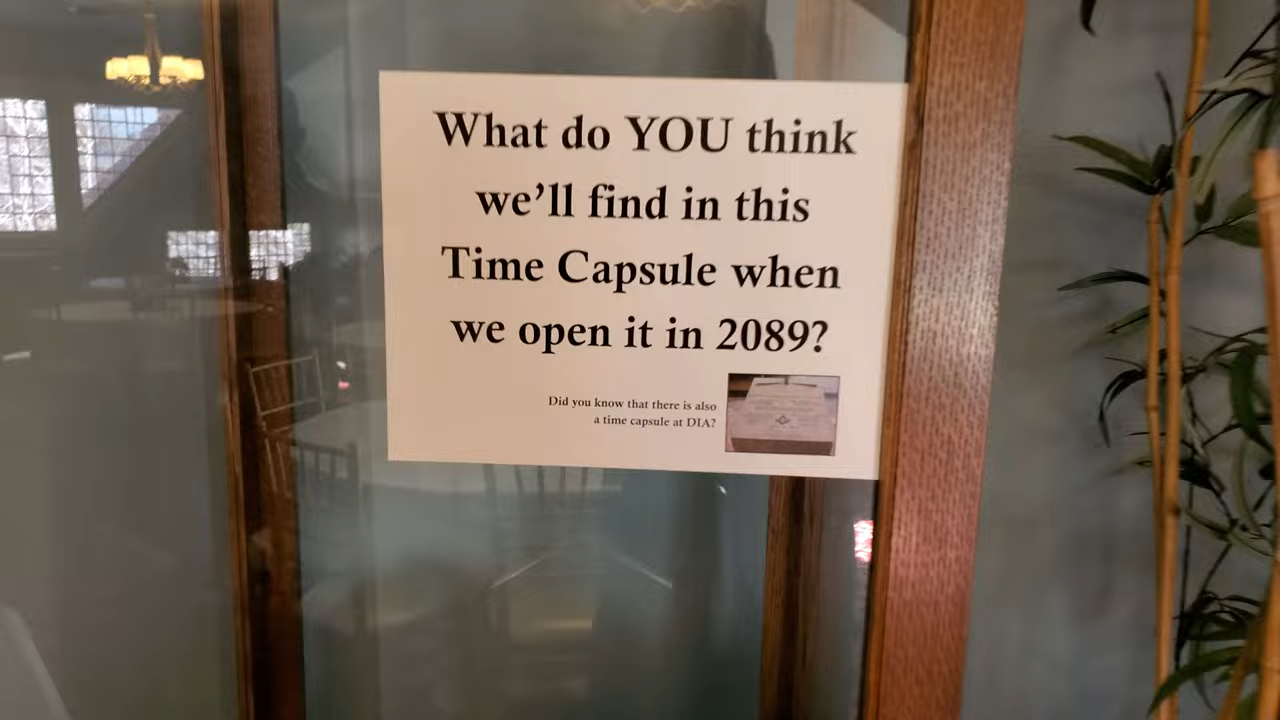 What do YOU think
we'll find in this
Time Capsule when
we open it in 2089?
Did you know that there is also
a time capsule at DIA?